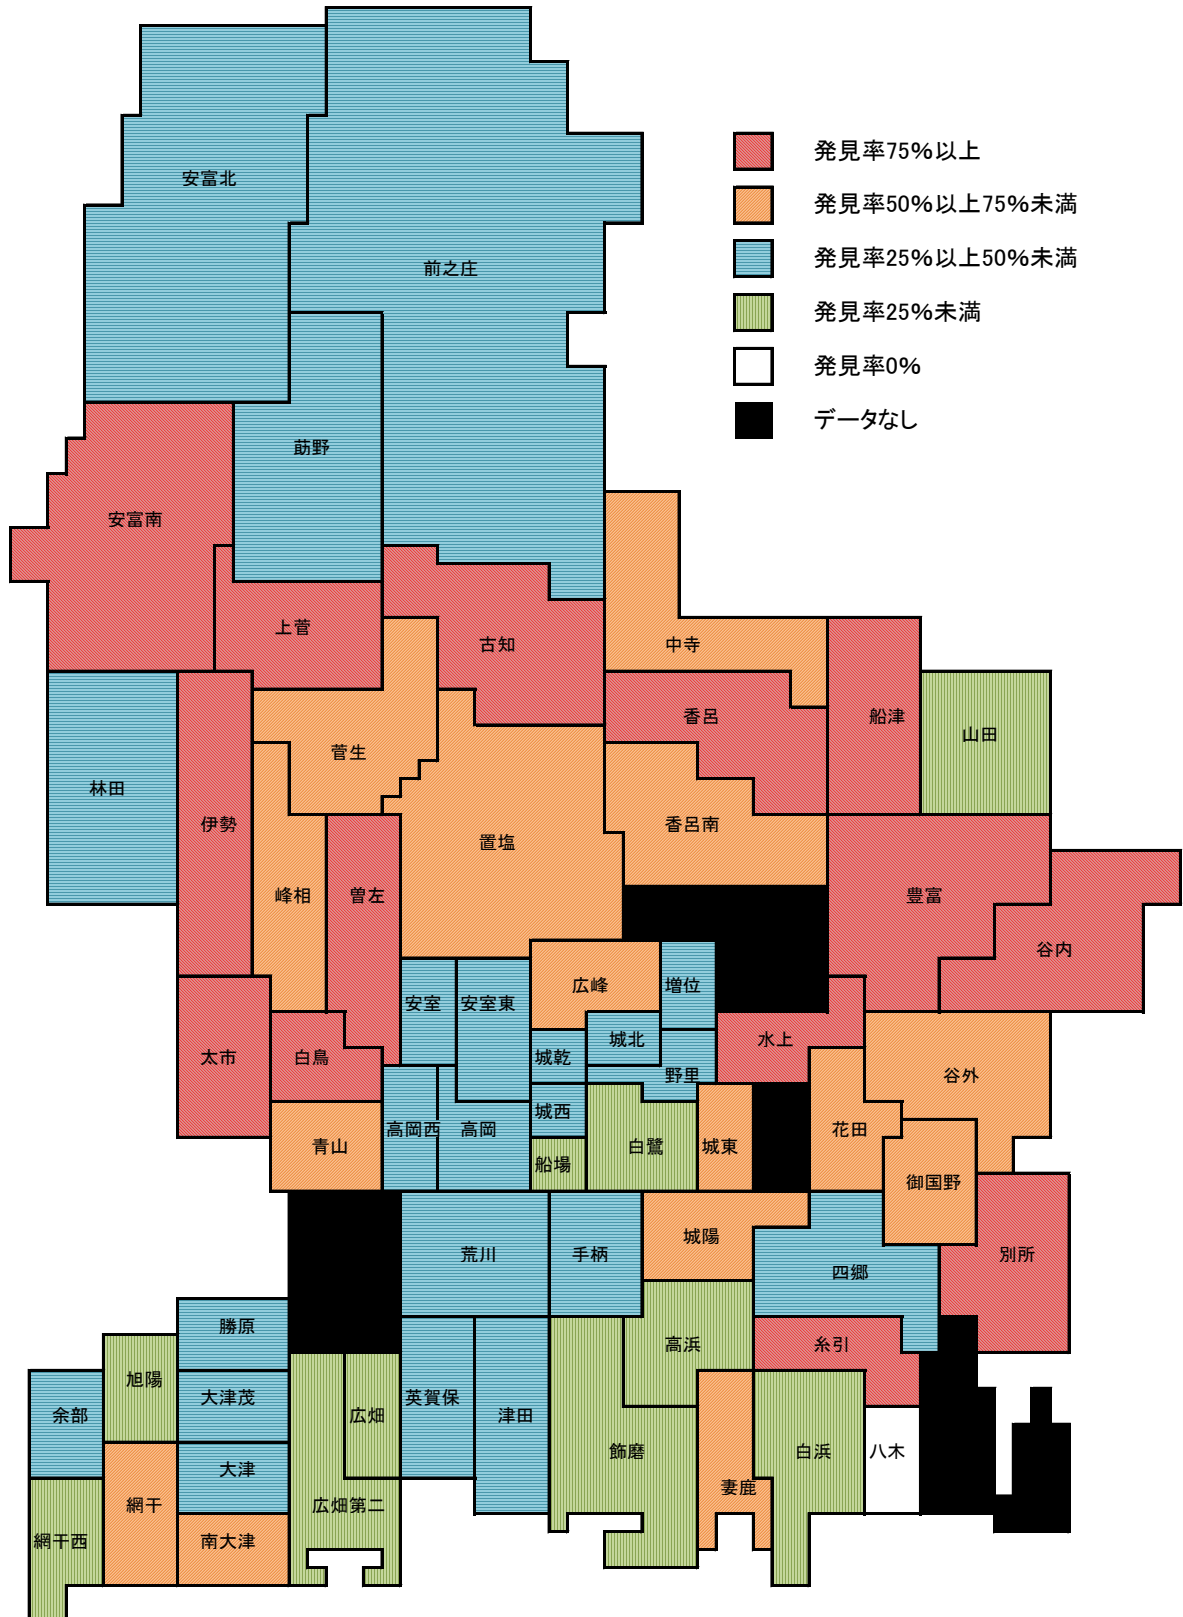 発見率75%以上
発見率50%以上75%未満
発見率25%以上50%未満
発見率25%未満
発見率0%
データなし
安富北
前之庄
莇野
安富南
上菅
古知
中寺
香呂
船津
山田
菅生
林田
伊勢
置塩
香呂南
峰相
曽左
豊富
谷内
広峰
増位
安室
安室東
城北
水上
太市
白鳥
城乾
野里
谷外
城西
青山
高岡西
高岡
船場
白鷺
城東
花田
御国野
荒川
手柄
城陽
四郷
別所
勝原
高浜
糸引
旭陽
大津茂
英賀保
余部
広畑
津田
大津
飾磨
白浜
八木
妻鹿
網干
広畑第二
網干西
南大津